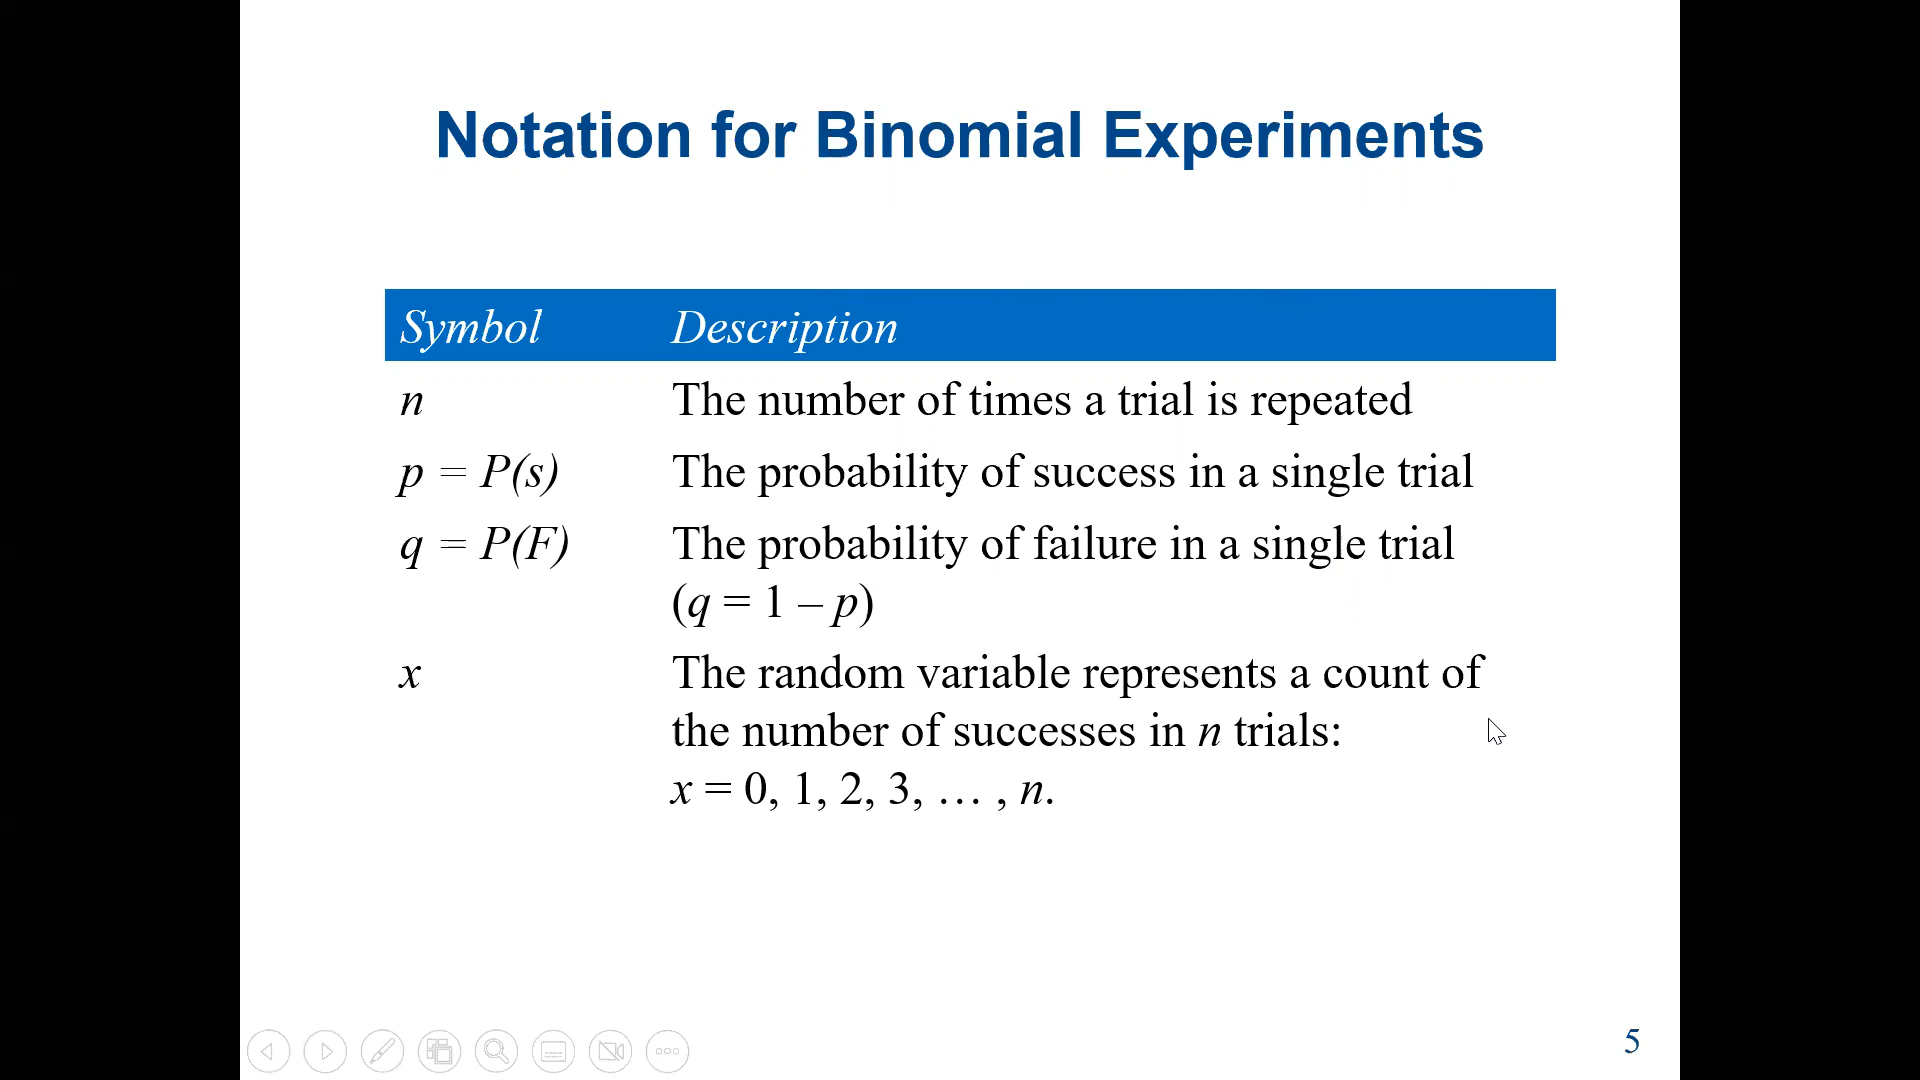 Notation for Binomial Experiments
Symbol Description
n The number of times a trial is repeated
p = P(s) The probability of success in a single trial
q = P(F) The probability of failure in a single trial
(q = 1 – p)
x The random variable represents a count of
the number of successes in n trials:
x = 0, 1, 2, 3, … , n.
5